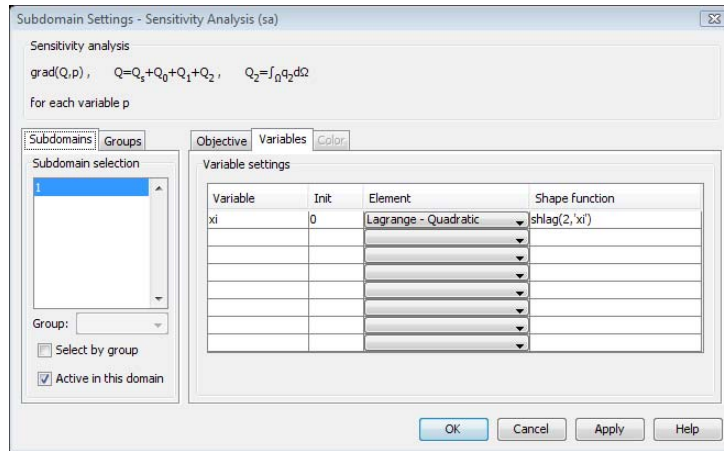 Subdomain Settings - Sensitivity Analysis (sa)
Sensitivity analysis
grad(Q,p) , Q=Qs+Q0+Q1+Q2 , Q2=∫Ωq2dΩ
for each variable p
Subdomains Groups
Subdomain selection
1
Group:
Select by group
Active in this domain
Objective Variables Color
Variable settings
Variable Init Element Shape function
xi 0 Lagrange - Quadratic shlag(2,'xi')
OK Cancel Apply Help